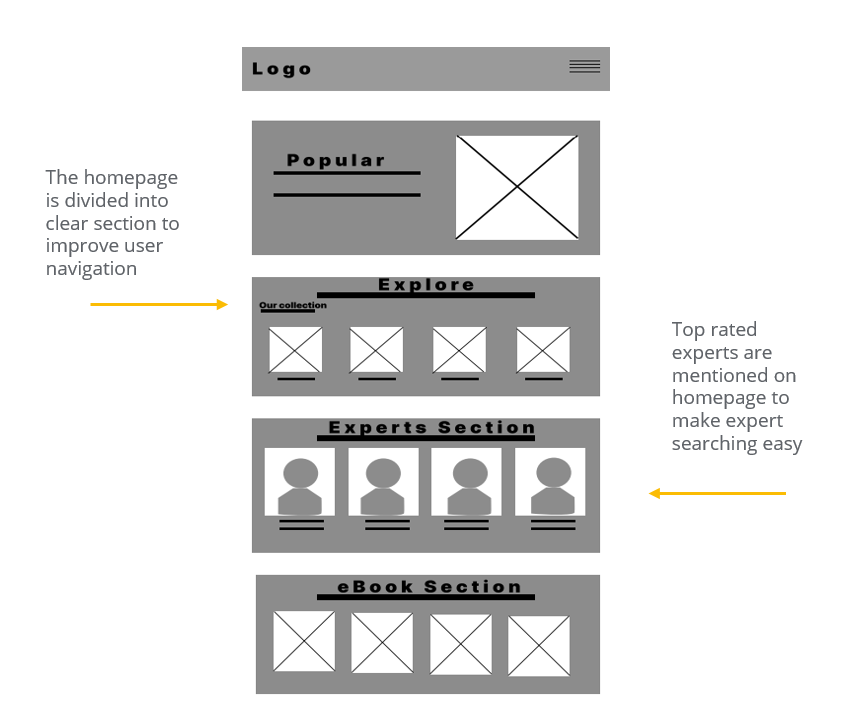 Logo
Popular
The homepage
is divided into
clear section to
improve user
navigation
Explore
Our collection
Top rated
experts are
mentioned on
homepage to
make expert
searching easy
Experts Section
eBook Section